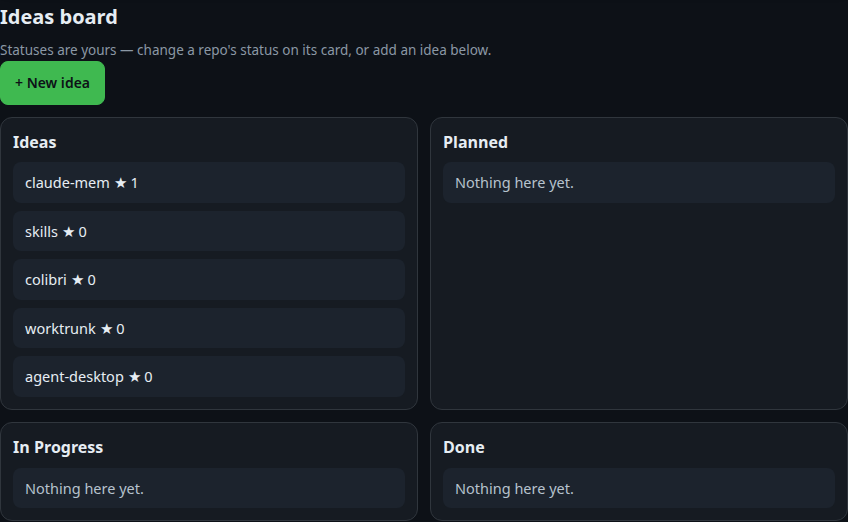 Ideas board
Statuses are yours — change a repo's status on its card, or add an idea below.
+ New idea
Ideas
claude-mem ★ 1
skills ★ 0
colibri ★ 0
worktrunk ★ 0
agent-desktop ★ 0
Planned
Nothing here yet.
In Progress
Nothing here yet.
Done
Nothing here yet.